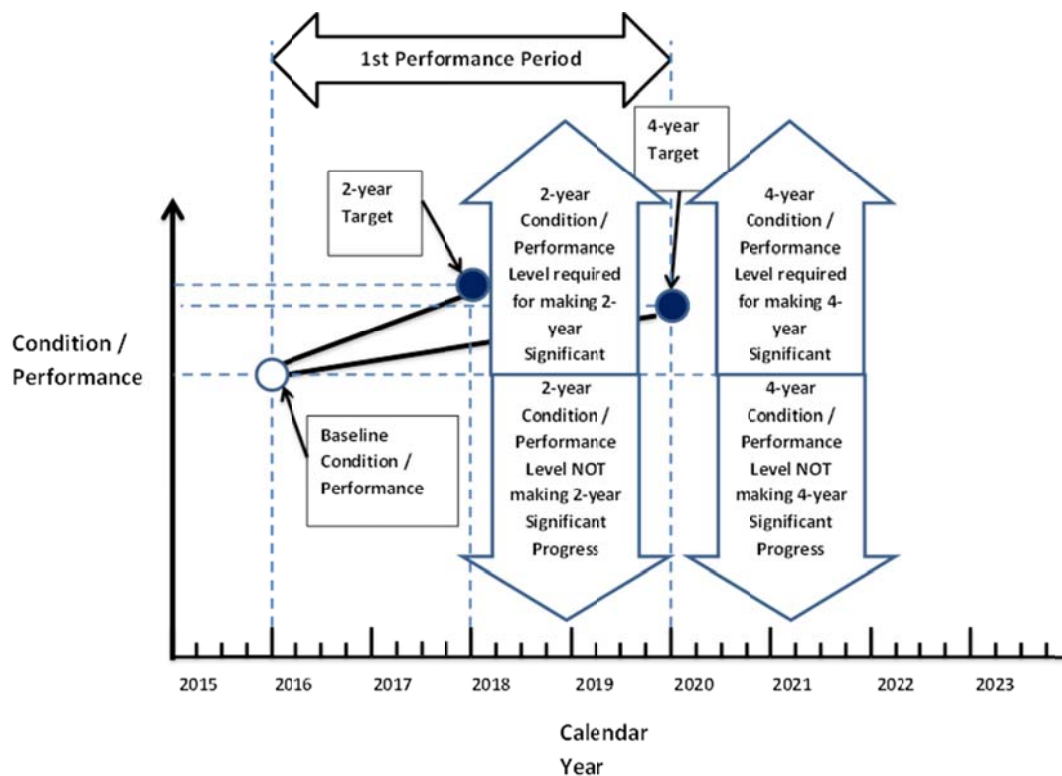 1st Performance Period
4-year
Target
2-year
Target
2-year
Condition /
Performance
Level required
for making 2-
year
Significant
4-year
Condition /
Performance
Level required
for making 4-
year
Significant
Condition /
Performance
Baseline
Condition /
Performance
2-year
Condition /
Performance
Level NOT
making 2-year
Significant
Progress
4-year
Condition /
Performance
Level NOT
making 4-year
Significant
Progress
2015 2016 2017 2018 2019 2020 2021 2022 2023
Calendar
Year